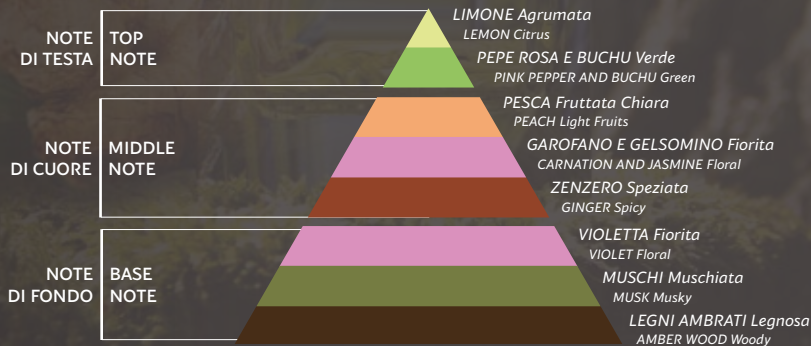 NOTE
DI TESTA
TOP
NOTE
LIMONE Agrumata
LEMON Citrus
PEPE ROSA E BUCHU Verde
PINK PEPPER AND BUCHU Green
NOTE
DI CUORE
MIDDLE
NOTE
PESCA Fruttata Chiara
PEACH Light Fruits
GAROFANO E GELSOMINO Fiorita
CARNATION AND JASMINE Floral
ZENZERO Speziata
GINGER Spicy
NOTE
DI FONDO
BASE
NOTE
VIOLETTA Fiorita
VIOLET Floral
MUSCHI Muschiata
MUSK Musky
LEGNI AMBRATI Legnosa
AMBER WOOD Woody